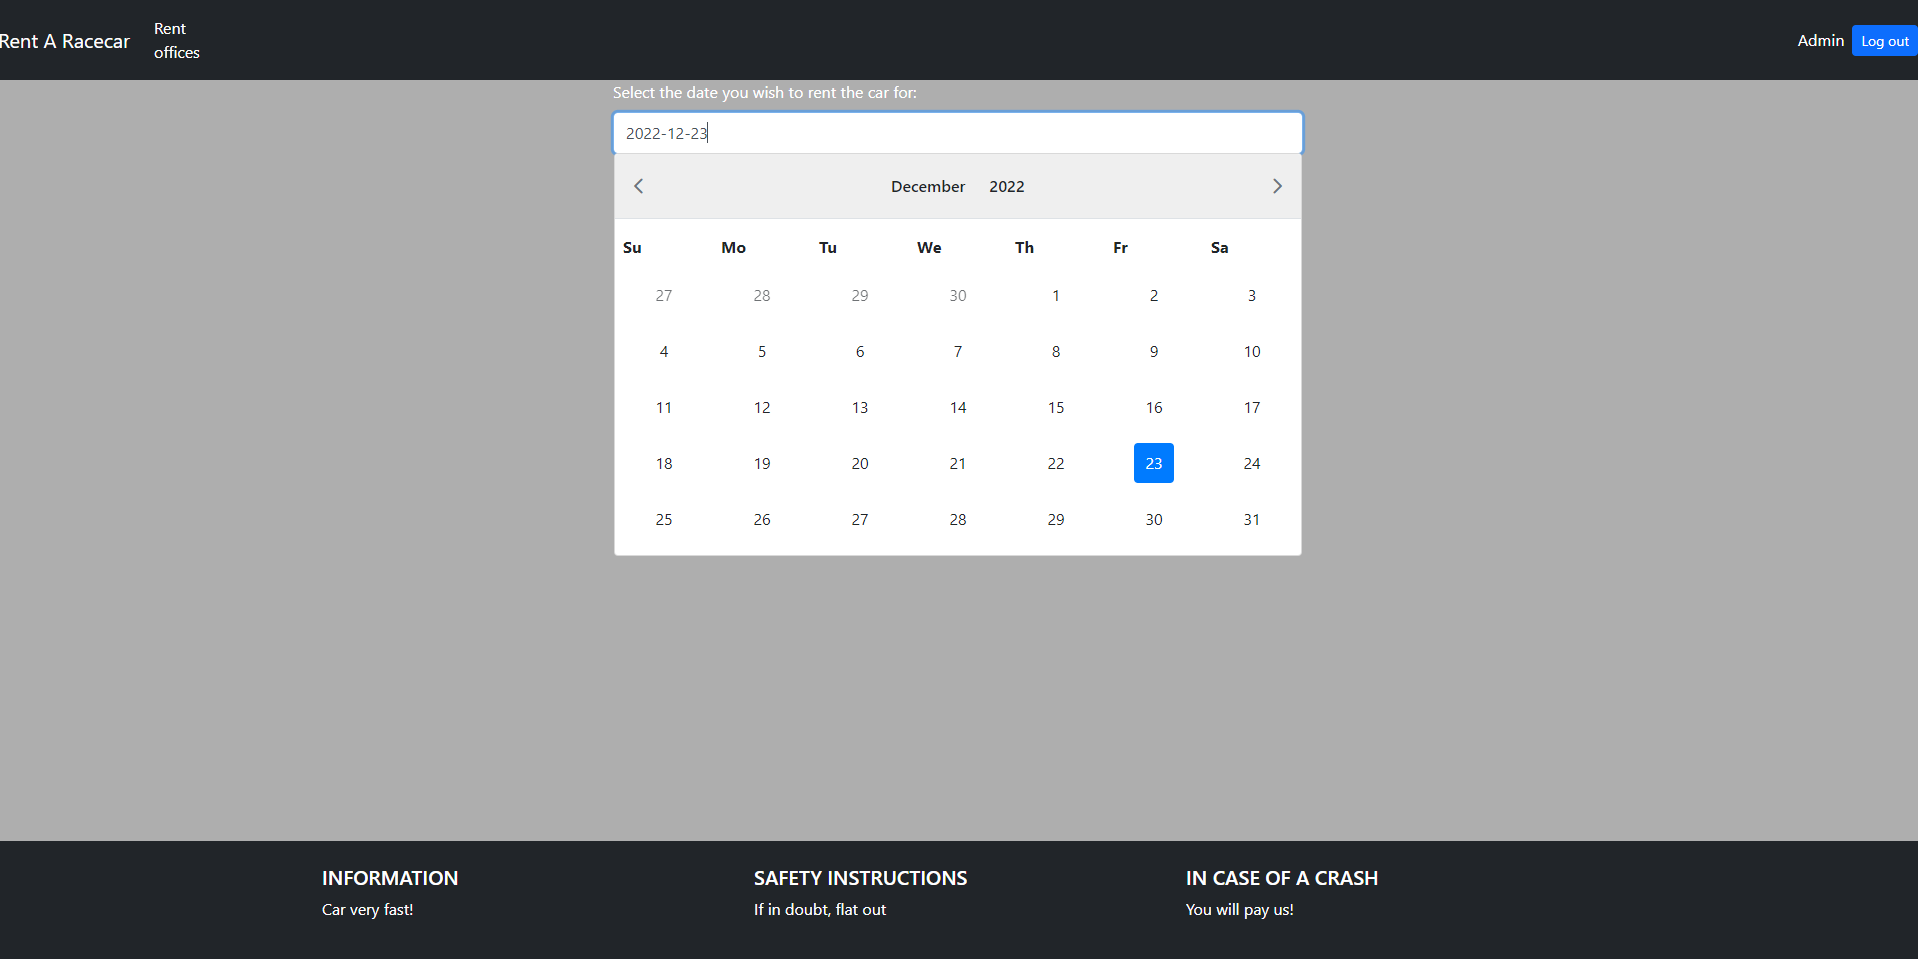 Rent A Racecar
Rent
offices
Admin
Log out
Select the date you wish to rent the car for:
2022-12-23
December 2022
Su Mo Tu We Th Fr Sa
27 28 29 30 1 2 3
4 5 6 7 8 9 10
11 12 13 14 15 16 17
18 19 20 21 22 23 24
25 26 27 28 29 30 31
INFORMATION
Car very fast!
SAFETY INSTRUCTIONS
If in doubt, flat out
IN CASE OF A CRASH
You will pay us!